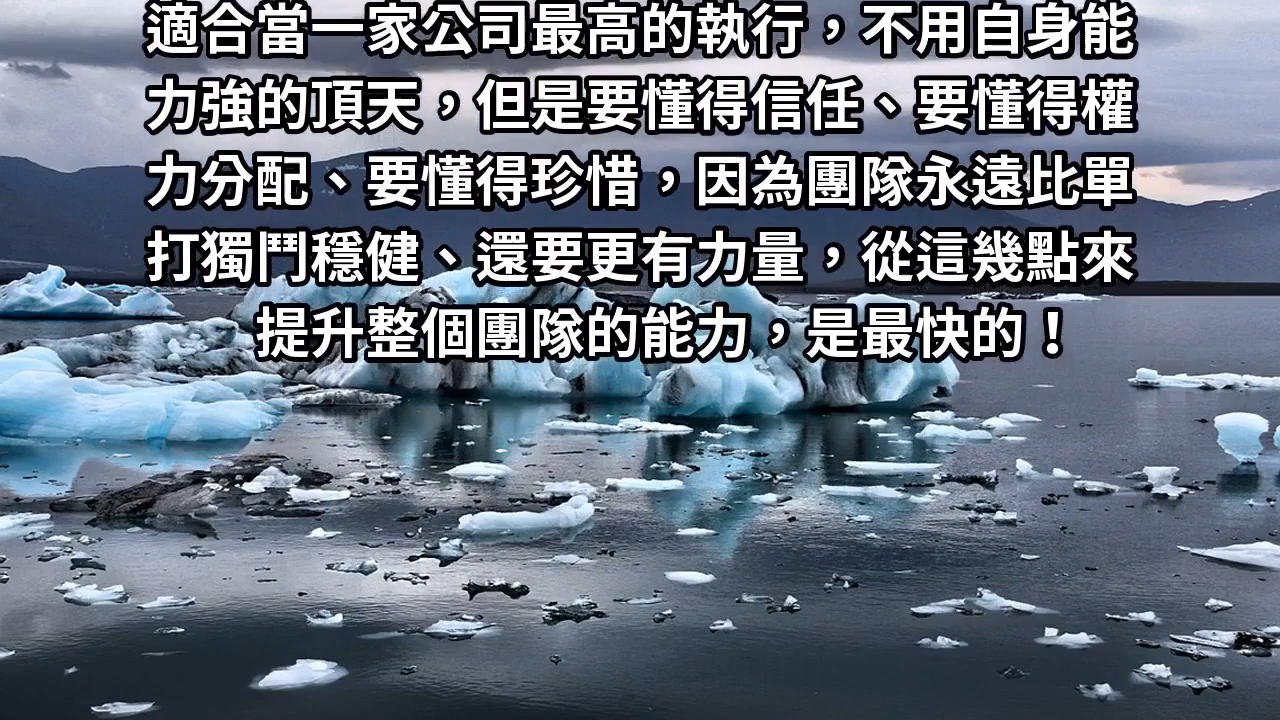 適合當一家公司最高的執行，不用自身能
力強的頂天，但是要懂得信任、要懂得權
力分配、要懂得珍惜，因為團隊永遠比單
打獨鬥穩健、還要更有力量，從這幾點來
提升整個團隊的能力，是最快的！